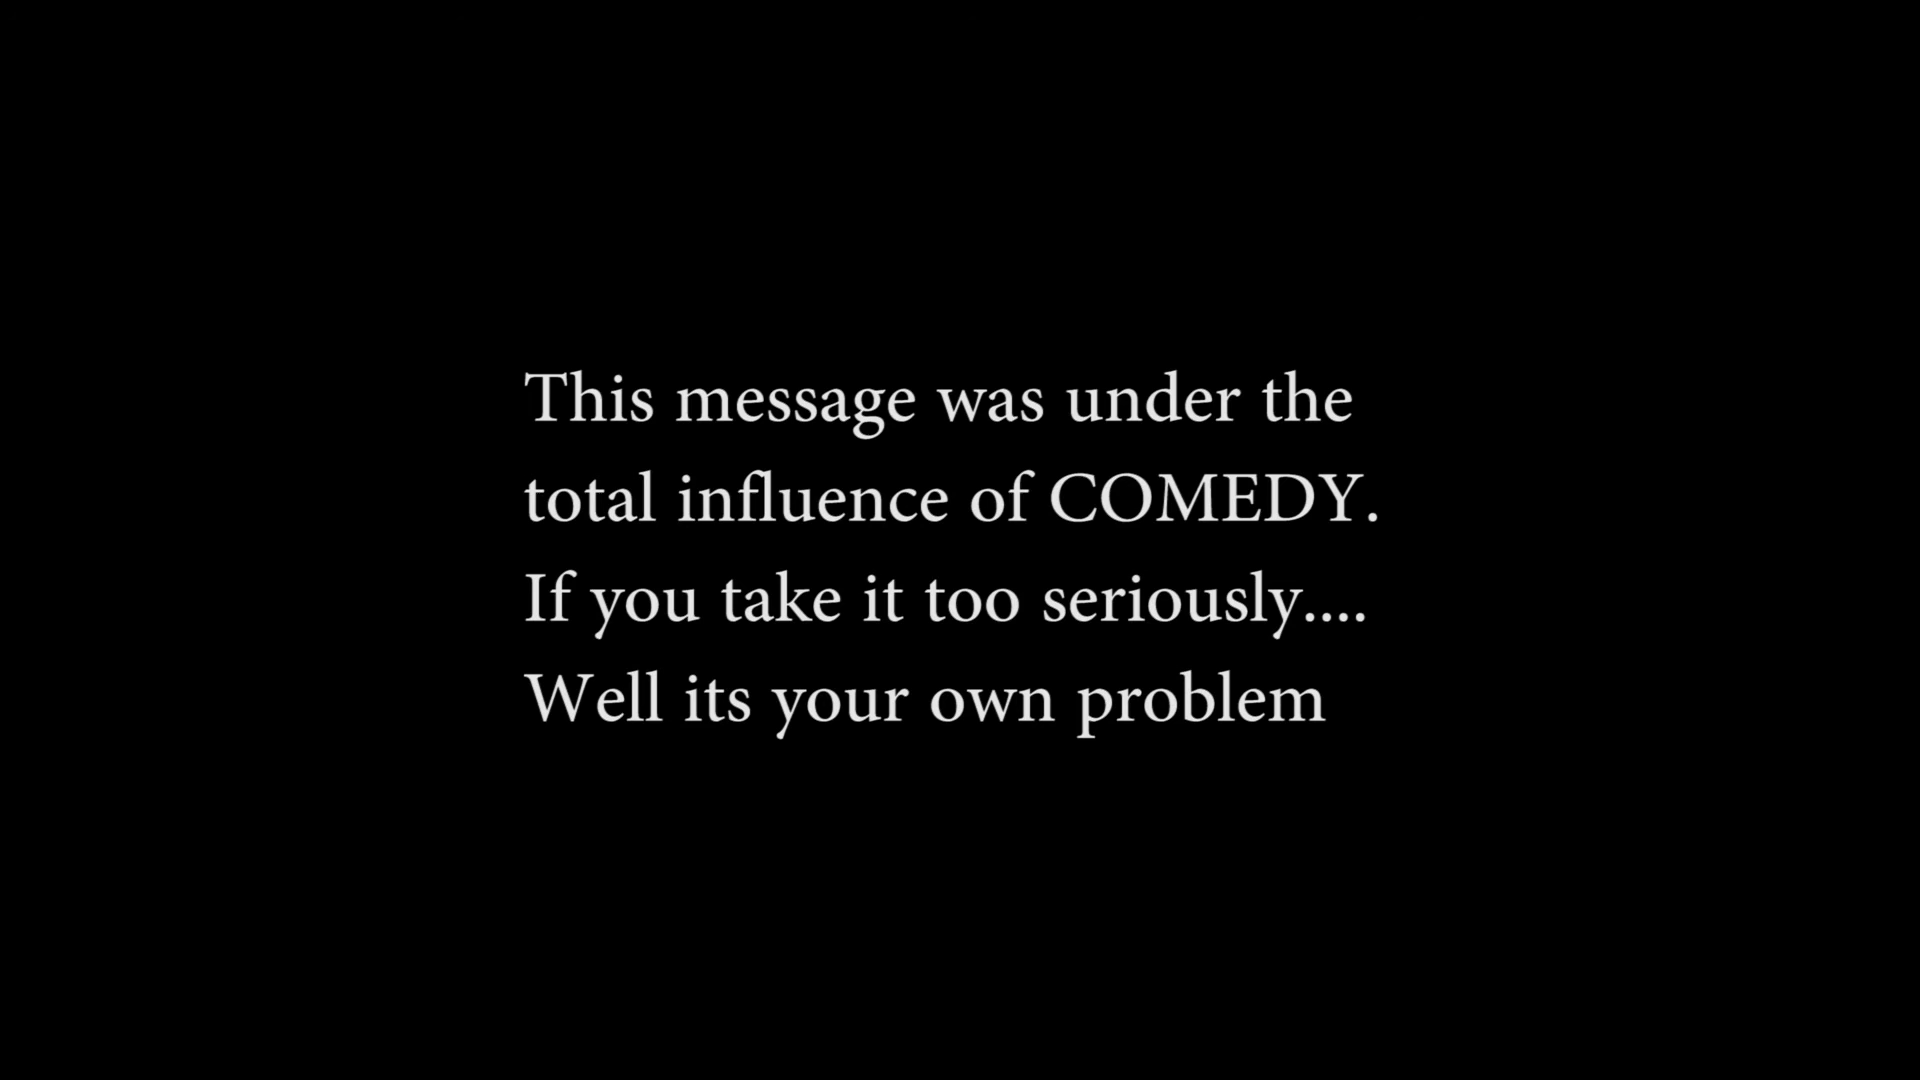 This message was under the
total influence of COMEDY.
If you take it too seriously....
Well its your own problem